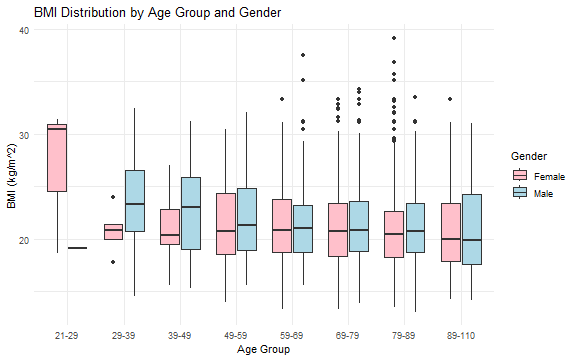 BMI Distribution by Age Group and Gender
BMI (kg/m^2)
40
30
20
21-29 29-39 39-49 49-59 59-69 69-79 79-89 89-110
Age Group
Gender
Female
Male